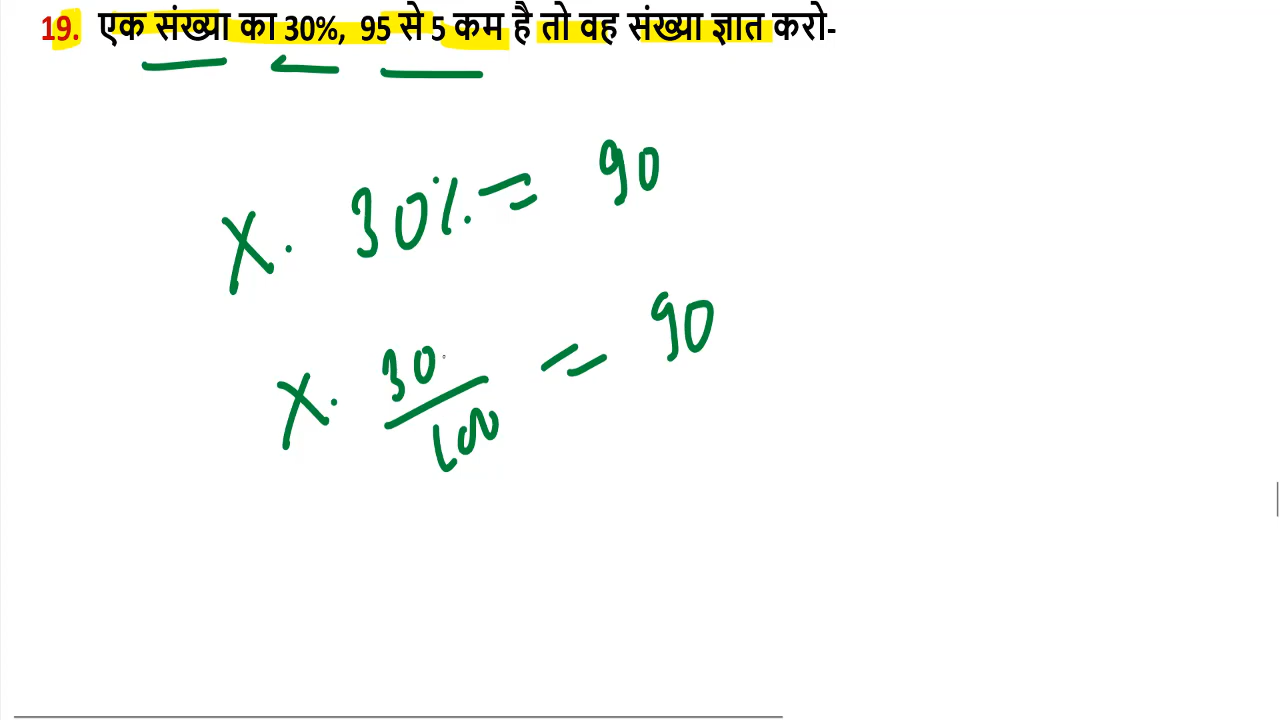 19. एक संख्या का 30%, 95 से 5 कम है तो वह संख्या ज्ञात करो-
X. 30% = 90
X. 30/100 = 90